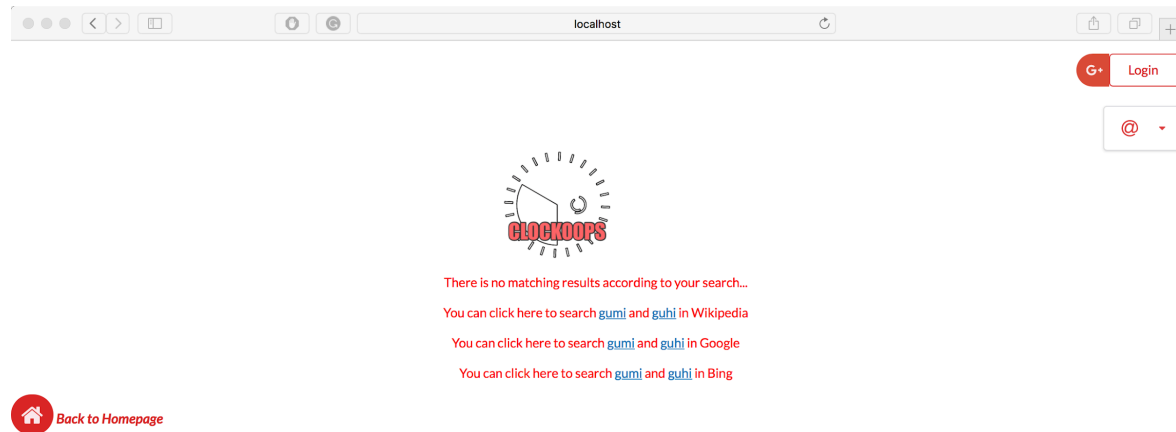 localhost
G+ Login
@
CLOCKOOPS
There is no matching results according to your search...
You can click here to search gumi and guhi in Wikipedia
You can click here to search gumi and guhi in Google
You can click here to search gumi and guhi in Bing
Back to Homepage